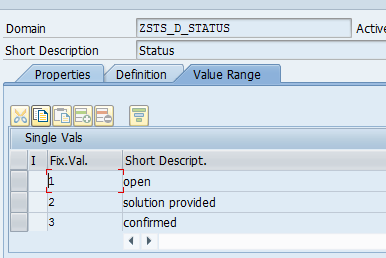 Domain ZSTS_D_STATUS Active
Short Description Status
Properties Definition Value Range
Single Vals
I Fix.Val. Short Descript.
1 open
2 solution provided
3 confirmed